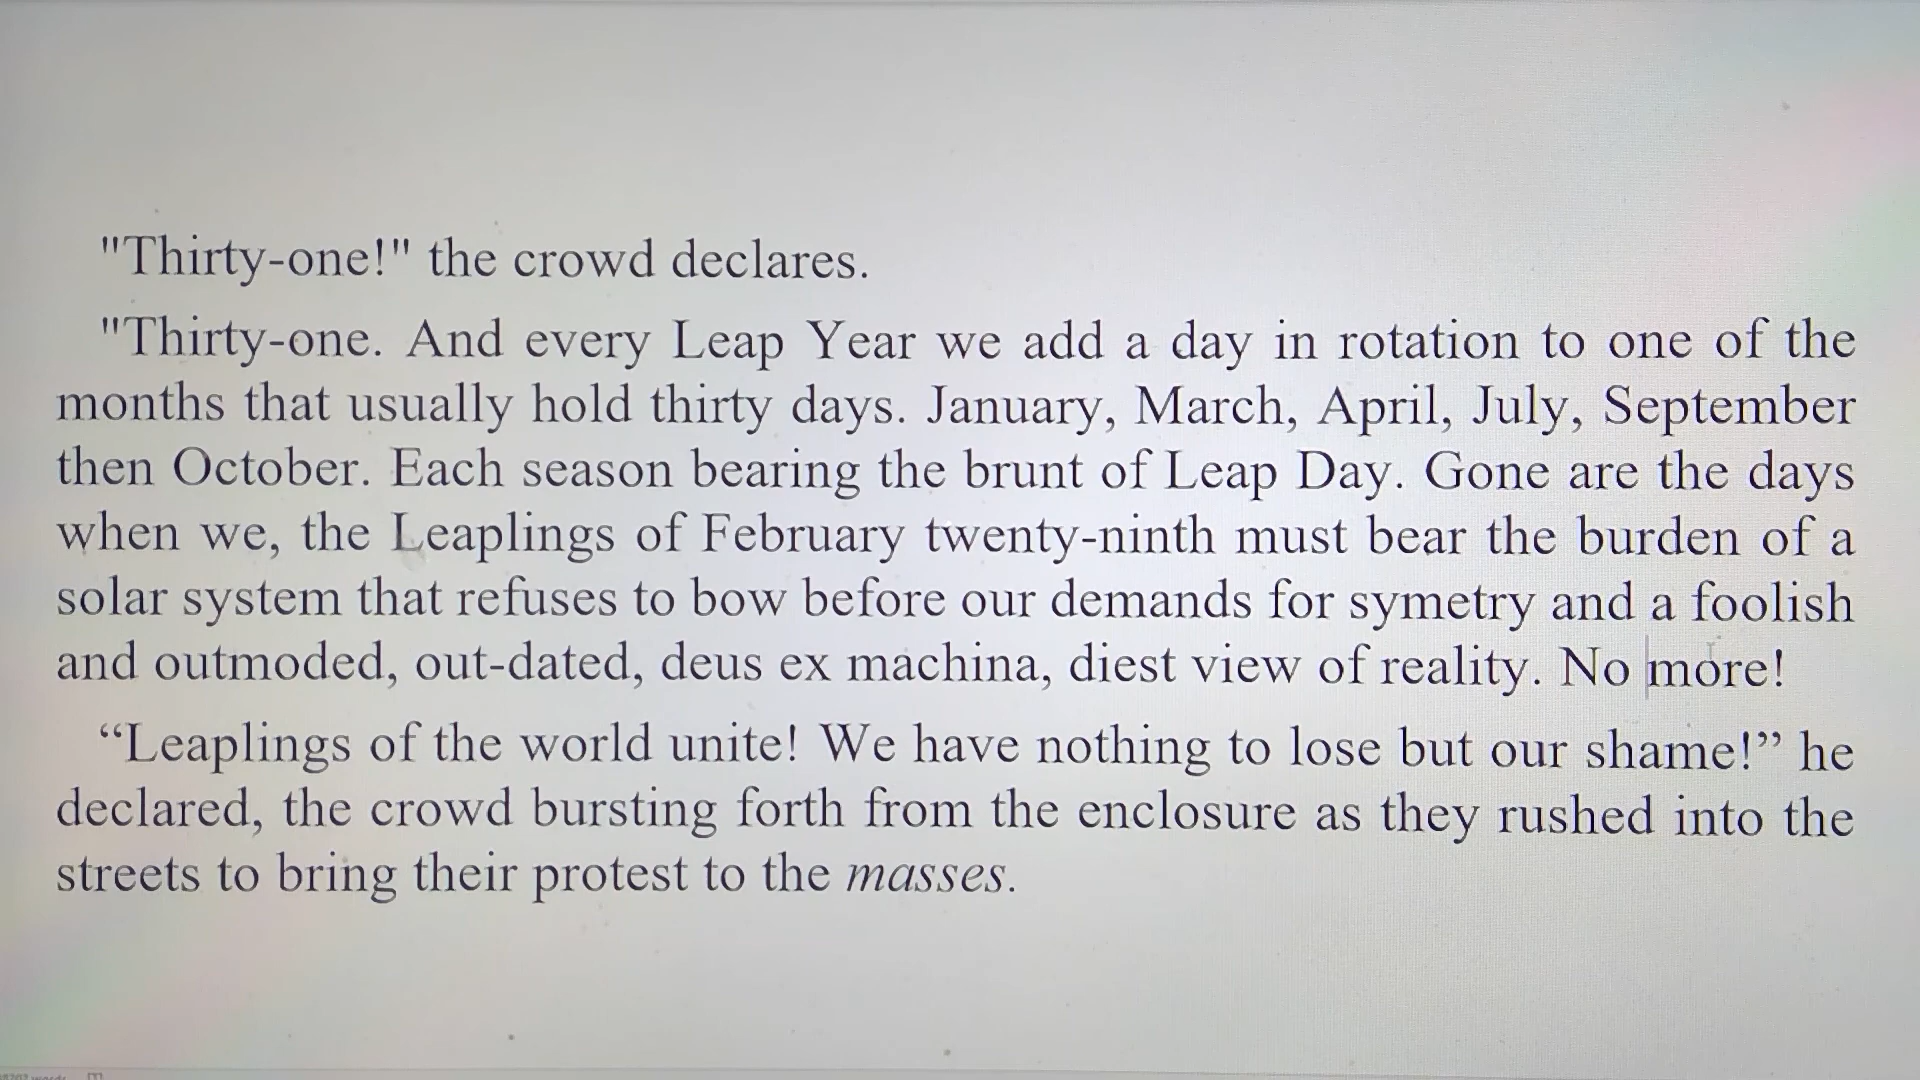 "Thirty-one!" the crowd declares.
"Thirty-one. And every Leap Year we add a day in rotation to one of the
months that usually hold thirty days. January, March, April, July, September
then October. Each season bearing the brunt of Leap Day. Gone are the days
when we, the Leaplings of February twenty-ninth must bear the burden of a
solar system that refuses to bow before our demands for symetry and a foolish
and outmoded, out-dated, deus ex machina, diest view of reality. No more!
“Leaplings of the world unite! We have nothing to lose but our shame!” he
declared, the crowd bursting forth from the enclosure as they rushed into the
streets to bring their protest to the masses.